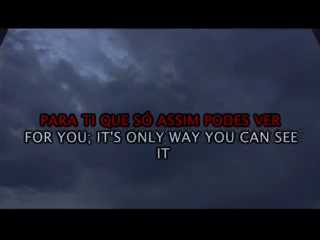 PARA TI QUE SÓ ASSIM PODES VER
FOR YOU; IT'S ONLY WAY YOU CAN SEE
IT